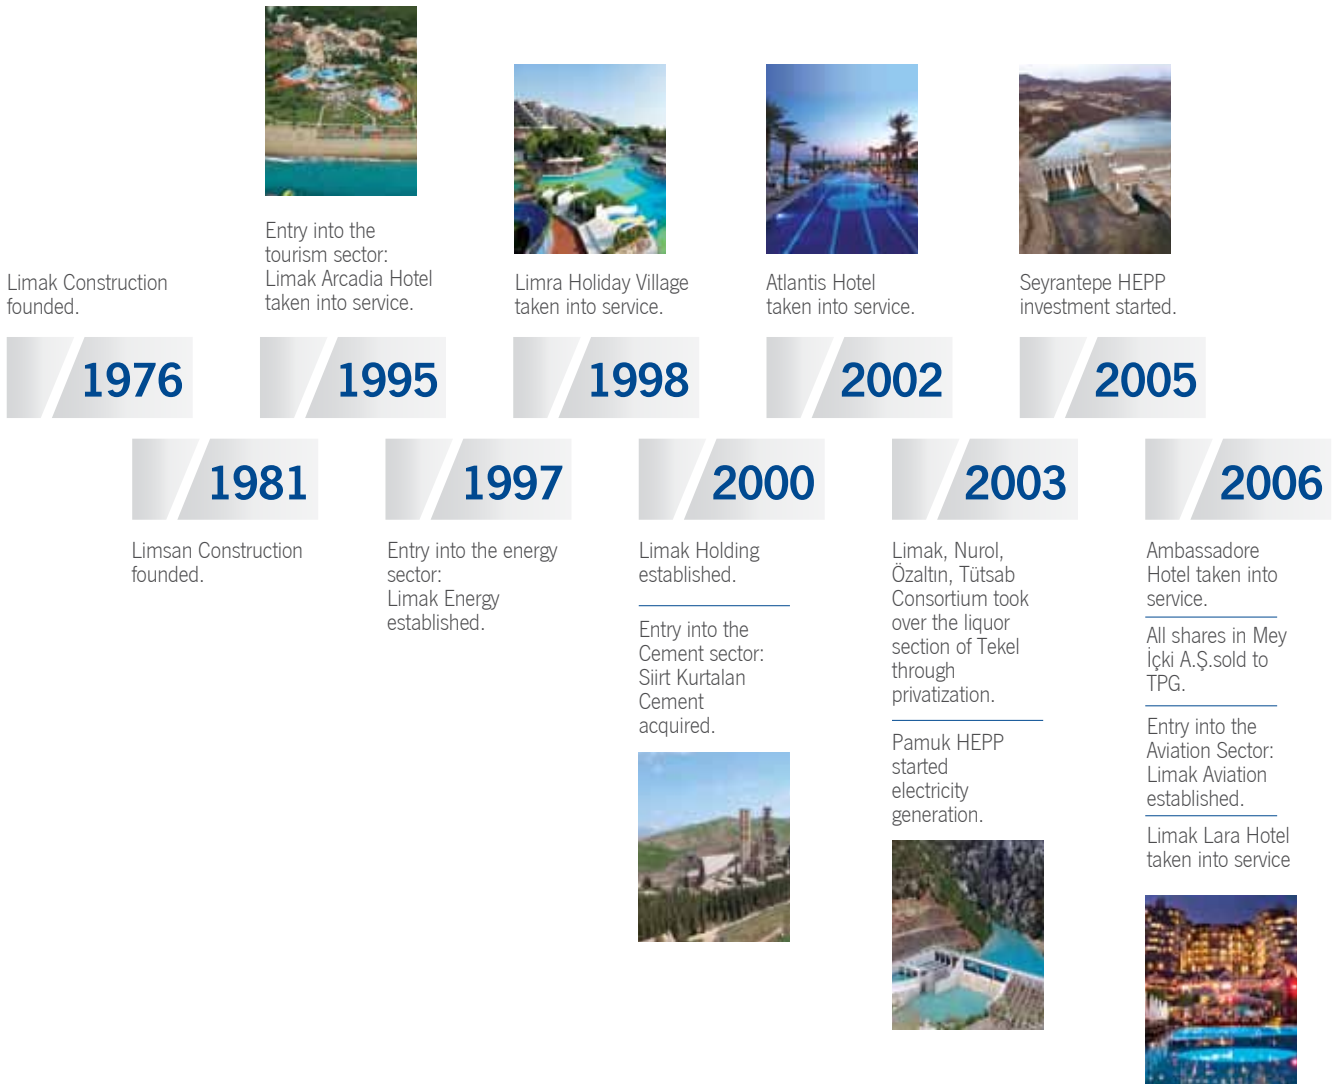 Limak Construction
founded.
1976
Entry into the
tourism sector:
Limak Arcadia Hotel
taken into service.
1995
Limra Holiday Village
taken into service.
1998
Atlantis Hotel
taken into service.
2002
Seyrantepe HEPP
investment started.
2005
1981
Limsan Construction
founded.
1997
Entry into the energy
sector:
Limak Energy
established.
2000
Limak Holding
established.
Entry into the
Cement sector:
Siirt Kurtalan
Cement
acquired.
2003
Limak, Nurol,
Özaltın, Tütsab
Consortium took
over the liquor
section of Tekel
through
privatization.
Pamuk HEPP
started
electricity
generation.
2006
Ambassadore
Hotel taken into
service.
All shares in Mey
İçki A.Ş.sold to
TPG.
Entry into the
Aviation Sector:
Limak Aviation
established.
Limak Lara Hotel
taken into service